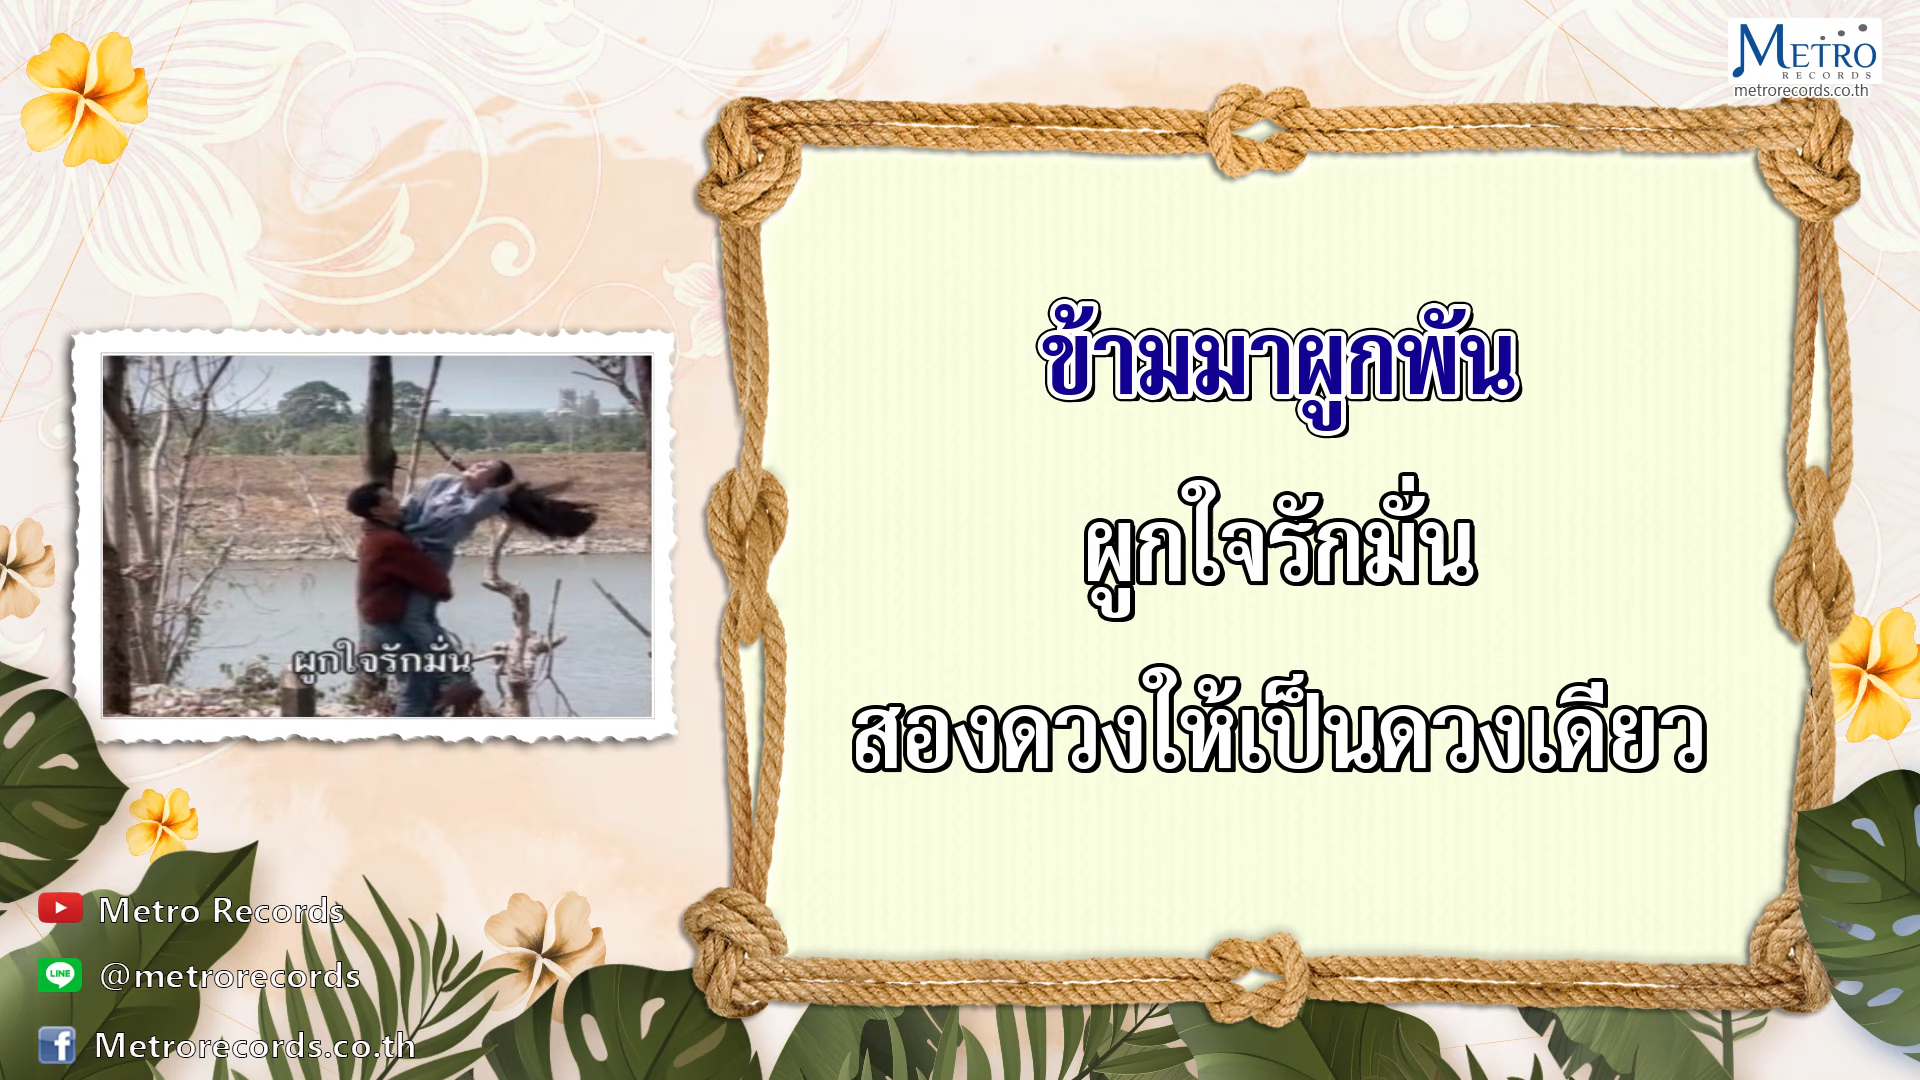 METRO
RECORDS
metrorecords.co.th
ข้ามมาผูกพัน
ผูกใจรักมั่น
สองดวงให้เป็นดวงเดียว
ผูกใจรักมั่น
Metro Records
LINE
@metrorecords
Metrorecords.co.th